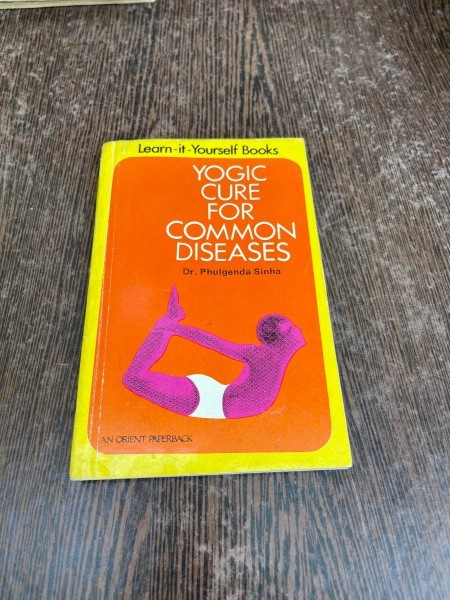 Learn-it-Yourself Books
YOGIC
CURE
FOR
COMMON
DISEASES
Dr. Phulgenda Sinha
AN ORIENT PAPERBACK